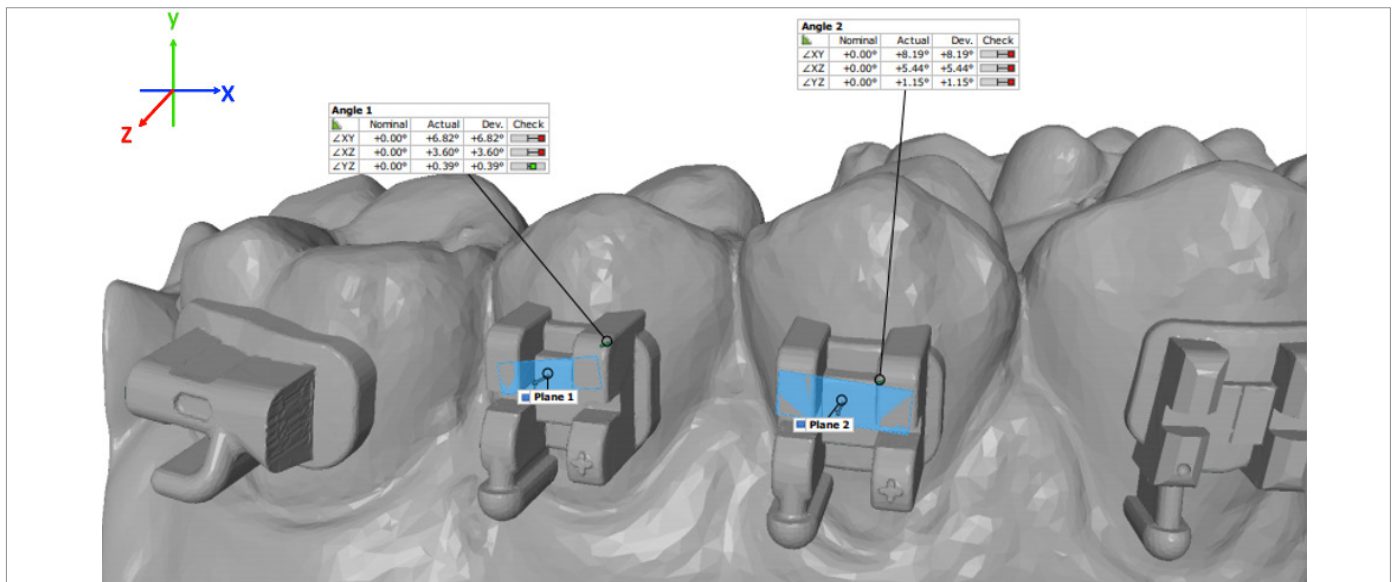 y
X
Z
Angle 1
Nominal Actual Dev. Check
∠XY +0.00° +6.82° +6.82°
∠XZ +0.00° +3.60° +3.60°
∠YZ +0.00° +0.39° +0.39°
Angle 2
Nominal Actual Dev. Check
∠XY +0.00° +8.19° +8.19°
∠XZ +0.00° +5.44° +5.44°
∠YZ +0.00° +1.15° +1.15°
Plane 1
Plane 2